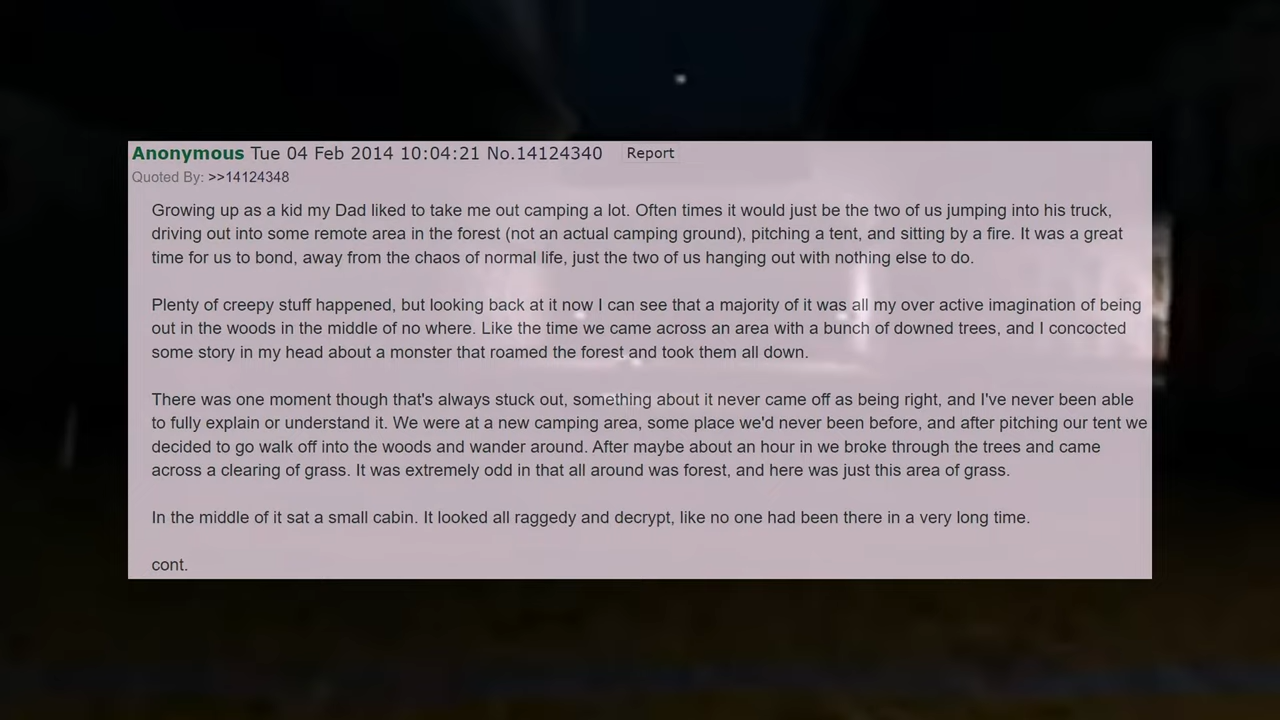 Anonymous Tue 04 Feb 2014 10:04:21 No.14124340 Report
Quoted By: >>14124348
Growing up as a kid my Dad liked to take me out camping a lot. Often times it would just be the two of us jumping into his truck,
driving out into some remote area in the forest (not an actual camping ground), pitching a tent, and sitting by a fire. It was a great
time for us to bond, away from the chaos of normal life, just the two of us hanging out with nothing else to do.
Plenty of creepy stuff happened, but looking back at it now I can see that a majority of it was all my over active imagination of being
out in the woods in the middle of no where. Like the time we came across an area with a bunch of downed trees, and I concocted
some story in my head about a monster that roamed the forest and took them all down.
There was one moment though that's always stuck out, something about it never came off as being right, and I've never been able
to fully explain or understand it. We were at a new camping area, some place we'd never been before, and after pitching our tent we
decided to go walk off into the woods and wander around. After maybe about an hour in we broke through the trees and came
across a clearing of grass. It was extremely odd in that all around was forest, and here was just this area of grass.
In the middle of it sat a small cabin. It looked all raggedy and decrypt, like no one had been there in a very long time.
cont.